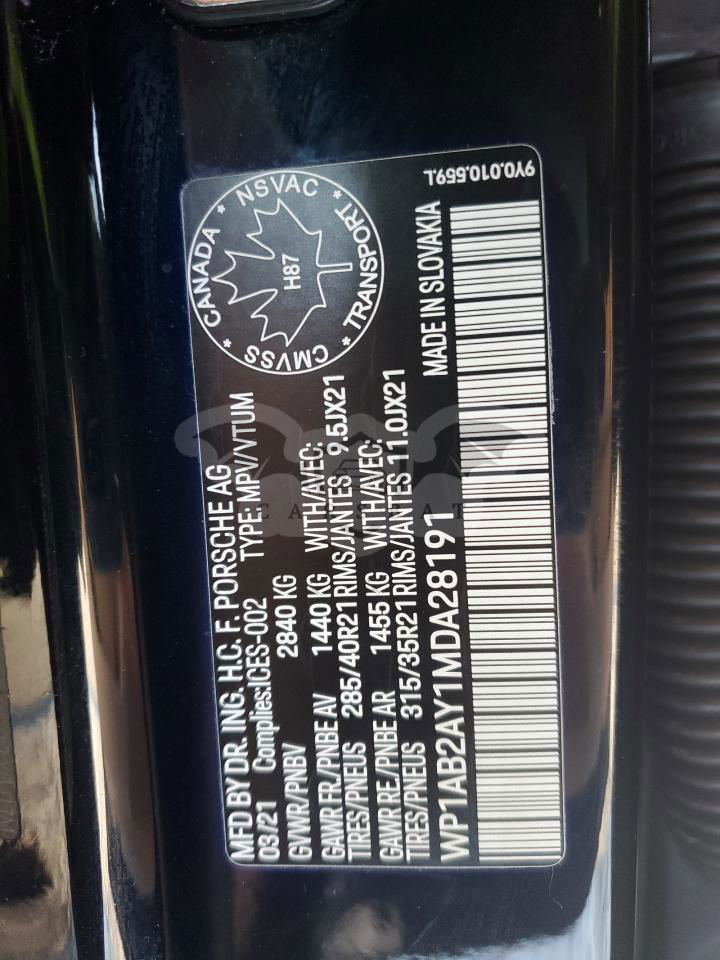 MFD BY DR. ING. H.C. F. PORSCHE AG
03/21 Complies:ICES-002 TYPE: MPV/VTUM
GVWR/PNBV 2840 KG
GAWR FR/PNBE AV 1440 KG WITH/AVEC:
TIRES/PNEUS 285/40R21 RIMS/JANTES 9.5JX21
GAWR RE/PNBE AR 1455 KG WITH/AVEC:
TIRES/PNEUS 315/35R21 RIMS/JANTES 11.0JX21
MADE IN SLOVAKIA
WP1AB2AY1MDA28191
CANADA * NSVAC * TRANSPORT * CMVSS *
H87
9Y0.010.559.L